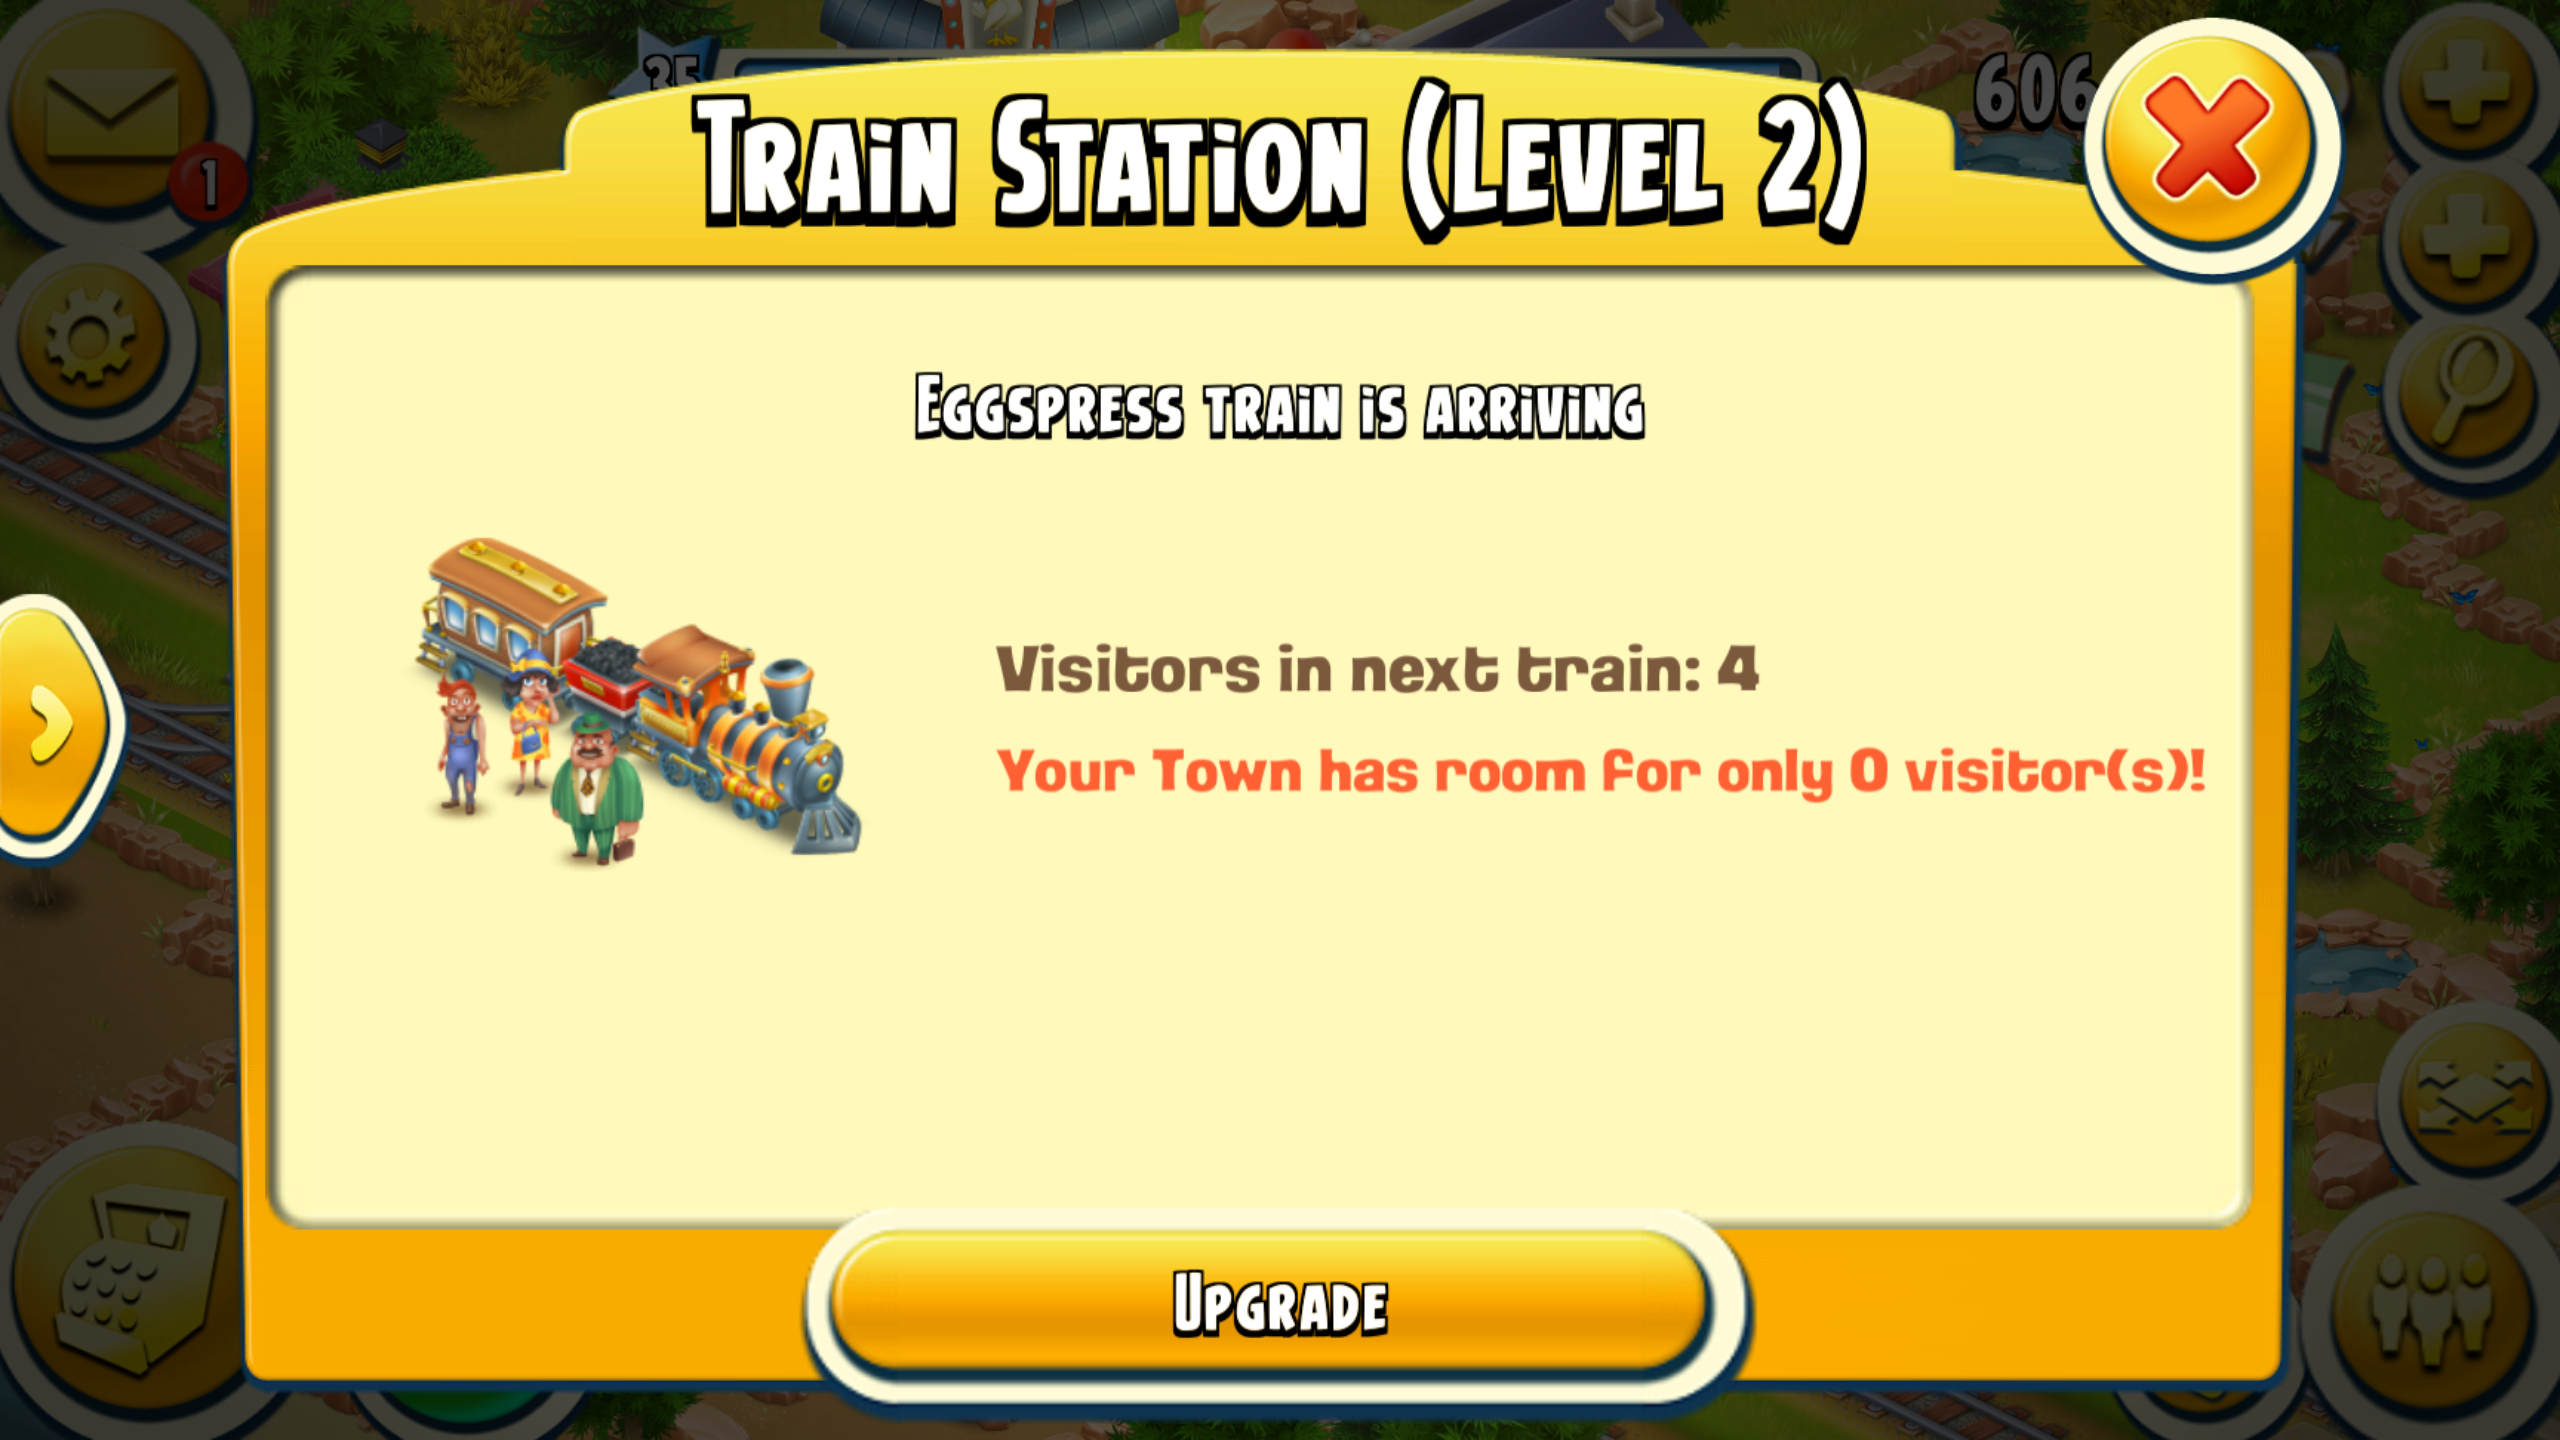 35
606
1
Train Station (Level 2)
Eggspress train is arriving
Visitors in next train: 4
Your Town has room for only 0 visitor(s)!
Upgrade